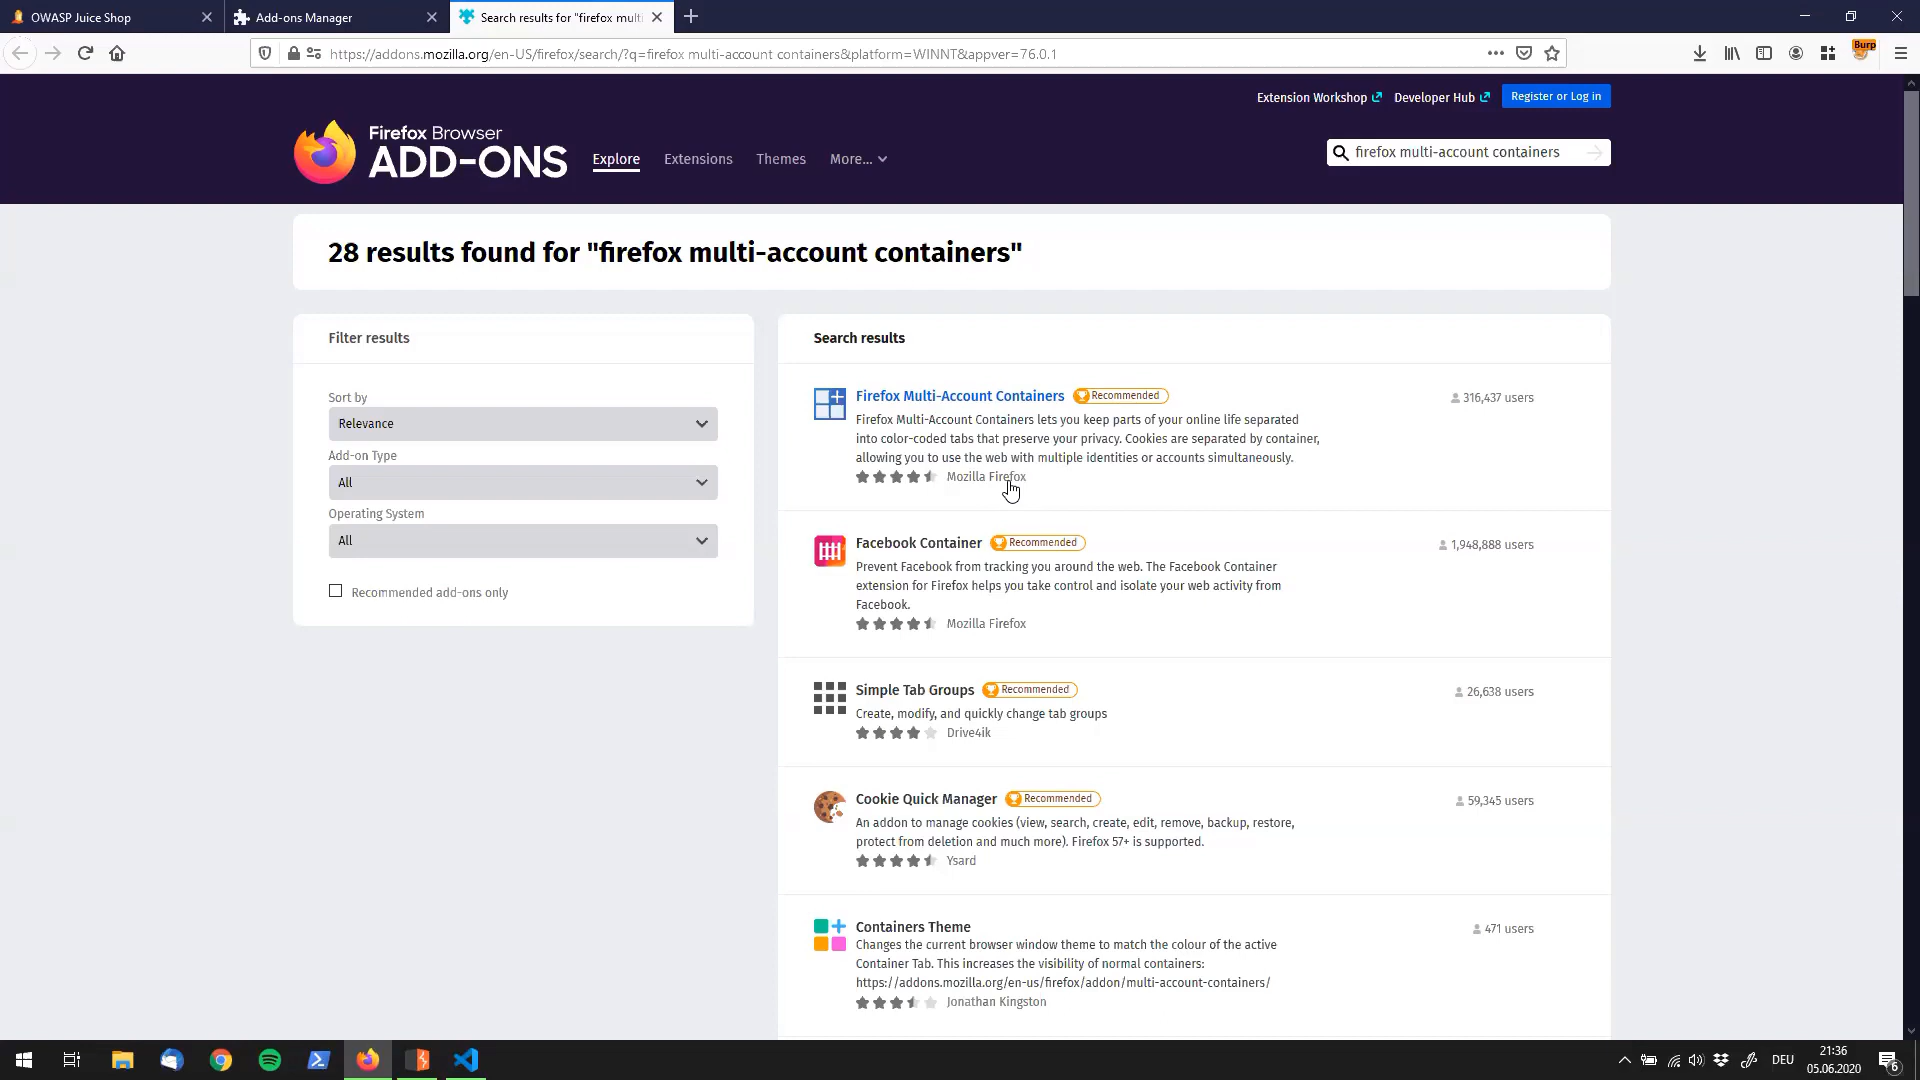 OWASP Juice Shop
Add-ons Manager
Search results for "firefox multi
https://addons.mozilla.org/en-US/firefox/search/?q=firefox multi-account containers&platform=WINNT&appver=76.0.1
Burp
Extension Workshop
Developer Hub
Register or Log in
Firefox Browser
ADD-ONS
Explore
Extensions
Themes
More...
firefox multi-account containers
28 results found for "firefox multi-account containers"
Filter results
Sort by
Relevance
Add-on Type
All
Operating System
All
Recommended add-ons only
Search results
Firefox Multi-Account Containers
Recommended
316,437 users
Firefox Multi-Account Containers lets you keep parts of your online life separated
into color-coded tabs that preserve your privacy. Cookies are separated by container,
allowing you to use the web with multiple identities or accounts simultaneously.
Mozilla Firefox
Facebook Container
Recommended
1,948,888 users
Prevent Facebook from tracking you around the web. The Facebook Container
extension for Firefox helps you take control and isolate your web activity from
Facebook.
Mozilla Firefox
Simple Tab Groups
Recommended
26,638 users
Create, modify, and quickly change tab groups
Drive4ik
Cookie Quick Manager
Recommended
59,345 users
An addon to manage cookies (view, search, create, edit, remove, backup, restore,
protect from deletion and much more). Firefox 57+ is supported.
Ysard
Containers Theme
471 users
Changes the current browser window theme to match the colour of the active
Container Tab. This increases the visibility of normal containers:
https://addons.mozilla.org/en-us/firefox/addon/multi-account-containers/
Jonathan Kingston
DEU
21:36
05.06.2020
6